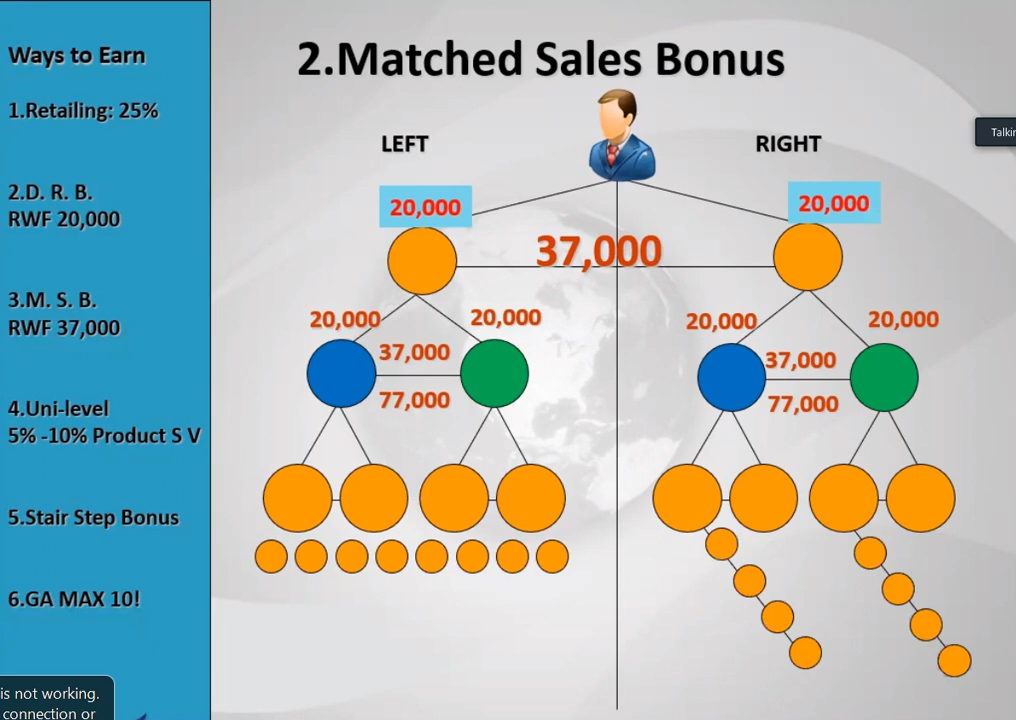 Ways to Earn
1.Retailing: 25%
2.D. R. B.
RWF 20,000
3.M. S. B.
RWF 37,000
4.Uni-level
5% -10% Product S V
5.Stair Step Bonus
6.GA MAX 10!
is not working.
connection or
2.Matched Sales Bonus
LEFT
RIGHT
Talkin
20,000
20,000
37,000
20,000
20,000
20,000
20,000
37,000
37,000
77,000
77,000